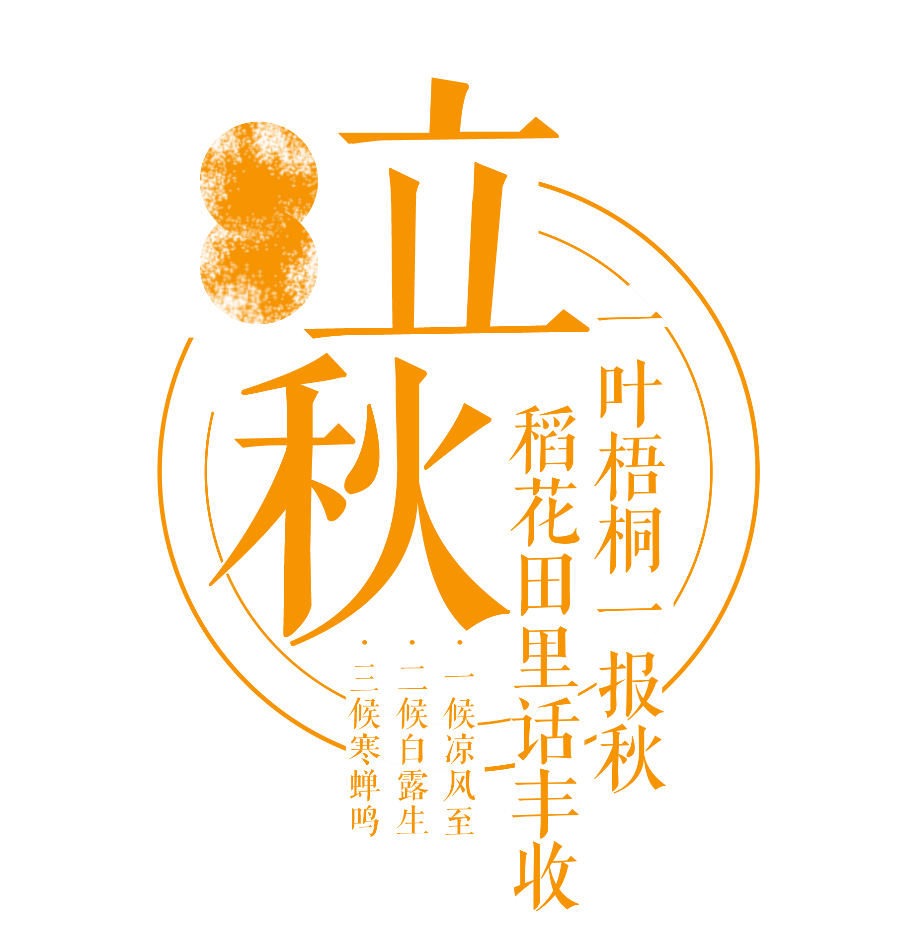 立秋
一叶梧桐一报秋
稻花田里话丰收
·一候凉风至
·二候白露生
·三候寒蝉鸣